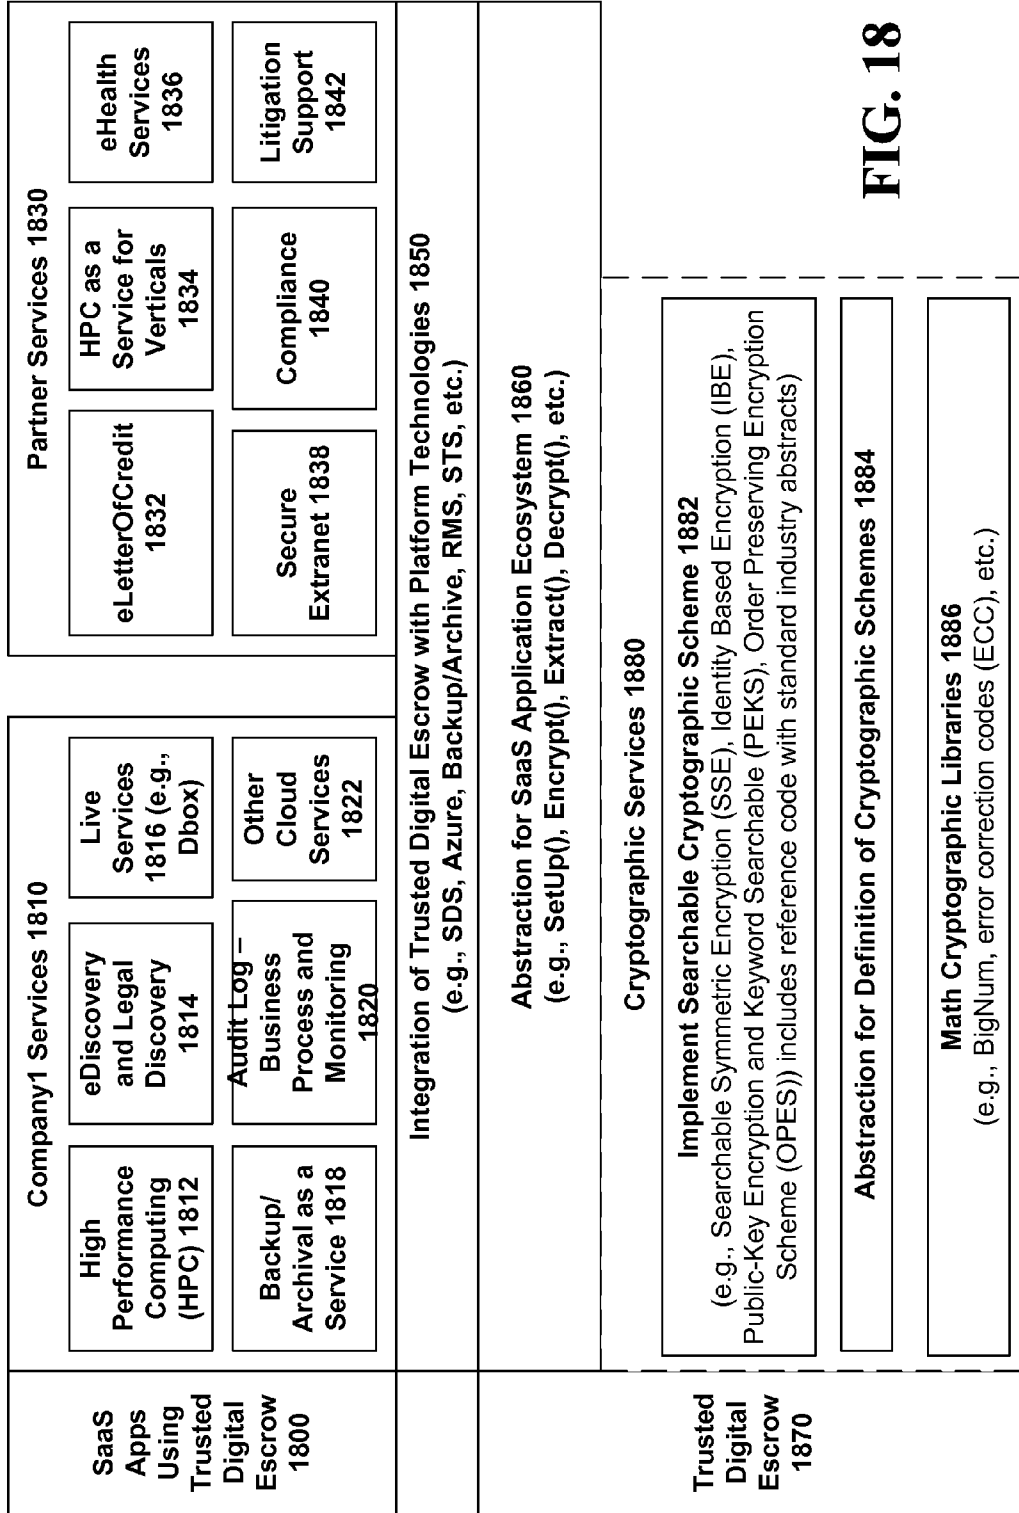 SaaS
Apps
Using
Trusted
Digital
Escrow
1800
Company1 Services 1810
High
Performance
Computing
(HPC) 1812
eDiscovery
and Legal
Discovery
1814
Live
Services
1816 (e.g.,
Dbox)
Backup/
Archival as a
Service 1818
Audit Log –
Business
Process and
Monitoring
1820
Other
Cloud
Services
1822
Partner Services 1830
eLetterOfCredit
1832
HPC as a
Service for
Verticals
1834
eHealth
Services
1836
Secure
Extranet 1838
Compliance
1840
Litigation
Support
1842
Integration of Trusted Digital Escrow with Platform Technologies 1850
(e.g., SDS, Azure, Backup/Archive, RMS, STS, etc.)
Abstraction for SaaS Application Ecosystem 1860
(e.g., SetUp(), Encrypt(), Extract(), Decrypt(), etc.)
Trusted
Digital
Escrow
1870
Cryptographic Services 1880
Implement Searchable Cryptographic Scheme 1882
(e.g., Searchable Symmetric Encryption (SSE), Identity Based Encryption (IBE),
Public-Key Encryption and Keyword Searchable (PEKS), Order Preserving Encryption
Scheme (OPES)) includes reference code with standard industry abstracts)
Abstraction for Definition of Cryptographic Schemes 1884
Math Cryptographic Libraries 1886
(e.g., BigNum, error correction codes (ECC), etc.)
FIG. 18